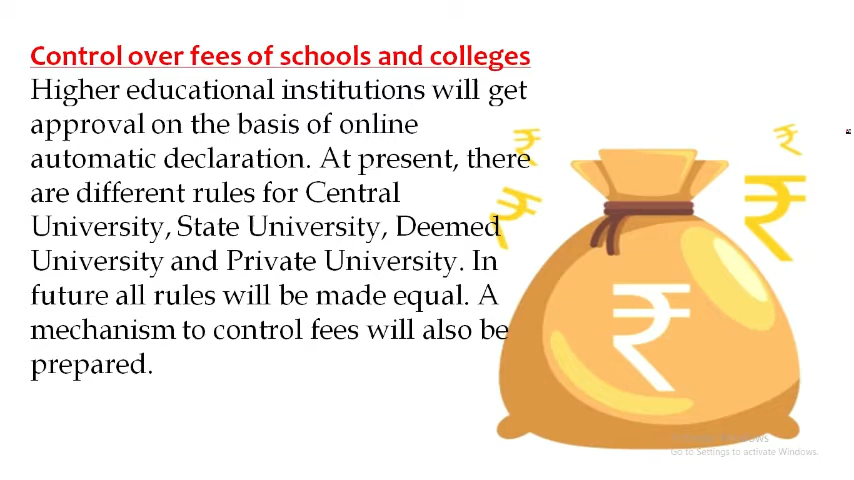 Control over fees of schools and colleges
Higher educational institutions will get
approval on the basis of online
automatic declaration. At present, there
are different rules for Central
University, State University, Deemed
University and Private University. In
future all rules will be made equal. A
mechanism to control fees will also be
prepared.
₹
₹
₹
₹
₹
Activate Windows
Go to Settings to activate Windows.